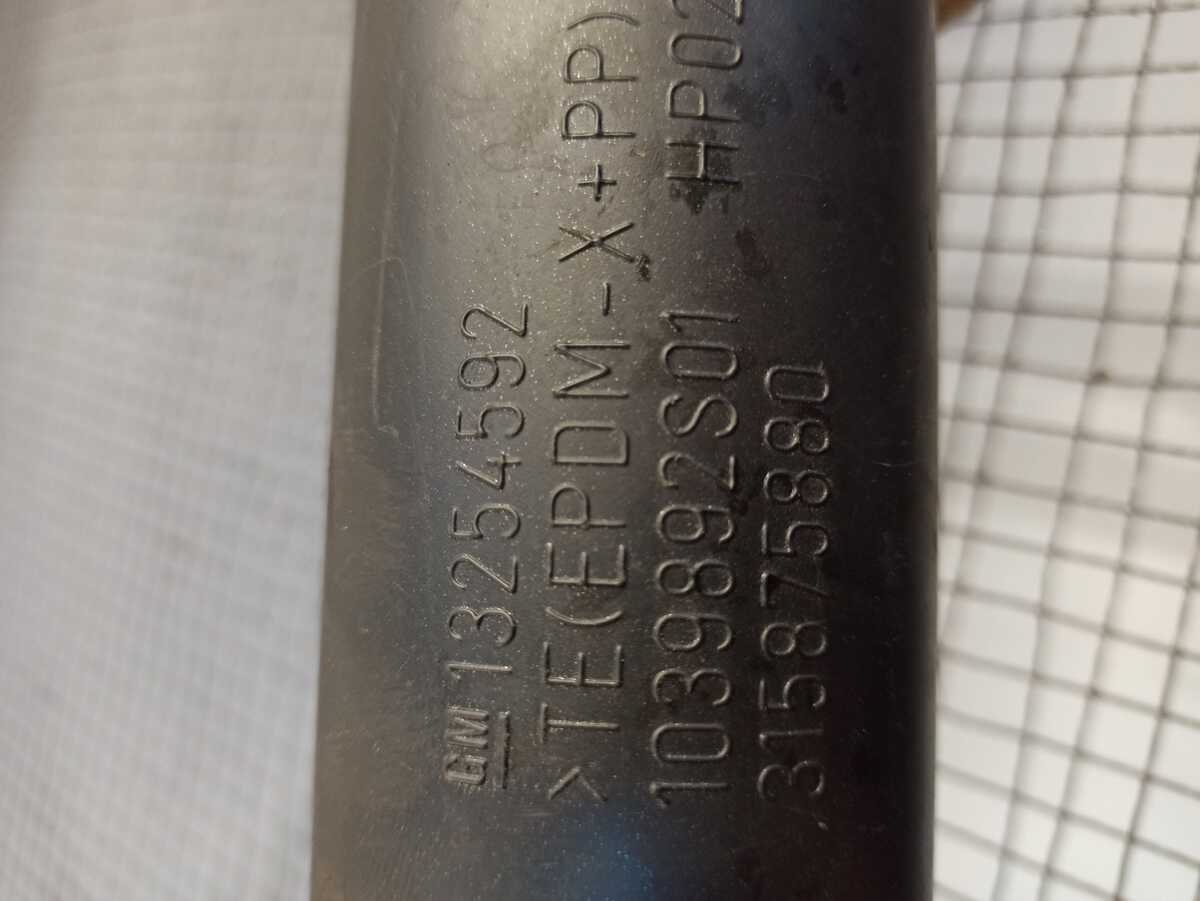 GM 13254592
>TE(EPDM-X+PP)
1039892S01 HP02
315875880